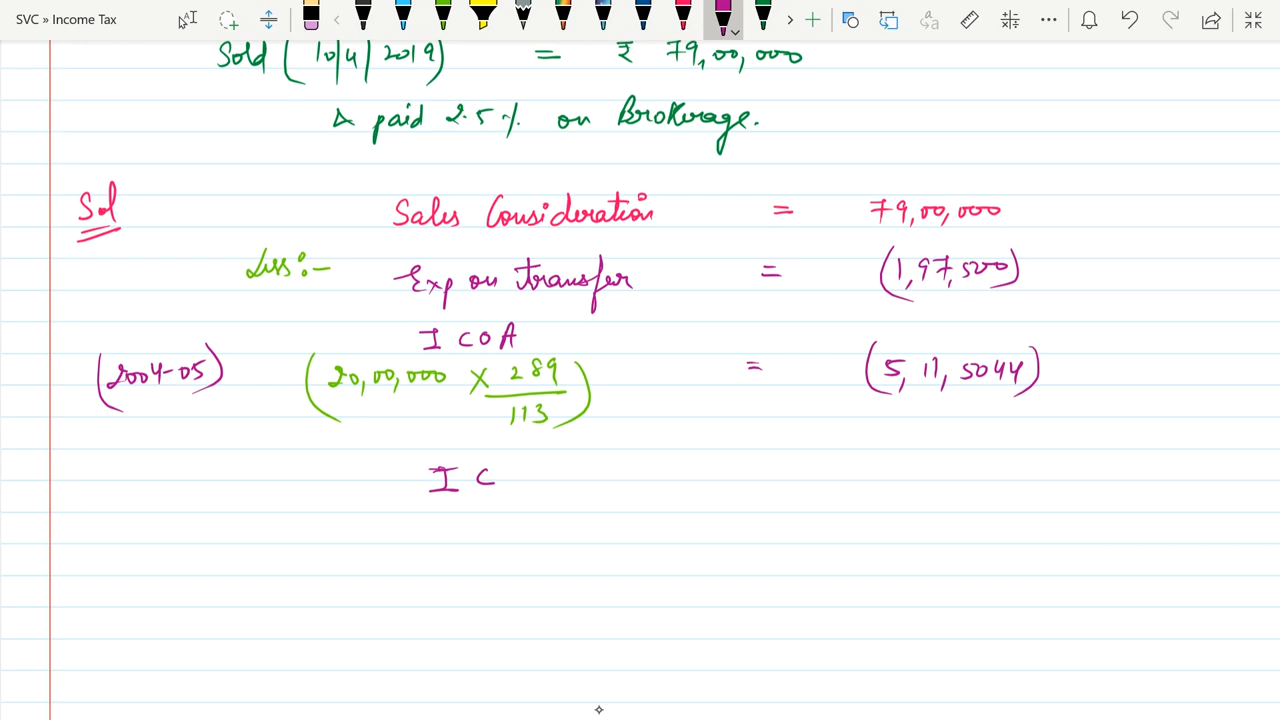 SVC » Income Tax
Sold (10/4/2019) = ₹ 79,00,000
& paid 2.5% on Brokerage.
Sol Sales Consideration = 79,00,000
Less:- Exp on transfer = (1,97,500)
I C O A
(2004-05) (20,00,000 × 289/113) = (5,11,5044)
I C